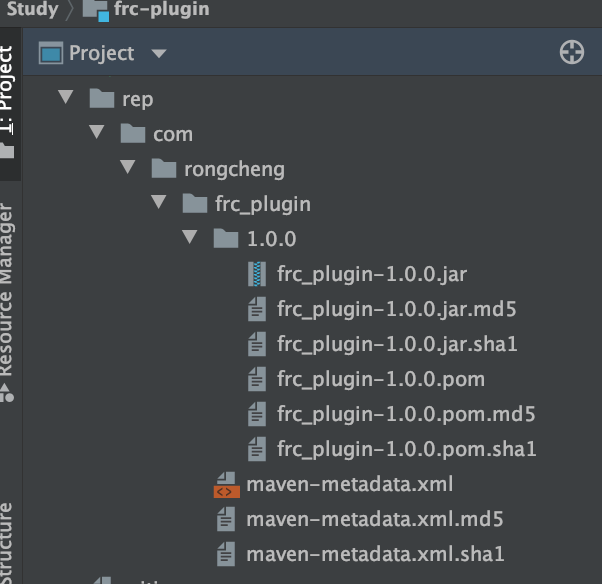 Study frc-plugin
1: Project
Project
rep
com
rongcheng
frc_plugin
1.0.0
frc_plugin-1.0.0.jar
frc_plugin-1.0.0.jar.md5
frc_plugin-1.0.0.jar.sha1
frc_plugin-1.0.0.pom
frc_plugin-1.0.0.pom.md5
frc_plugin-1.0.0.pom.sha1
maven-metadata.xml
maven-metadata.xml.md5
maven-metadata.xml.sha1
Resource Manager
Structure